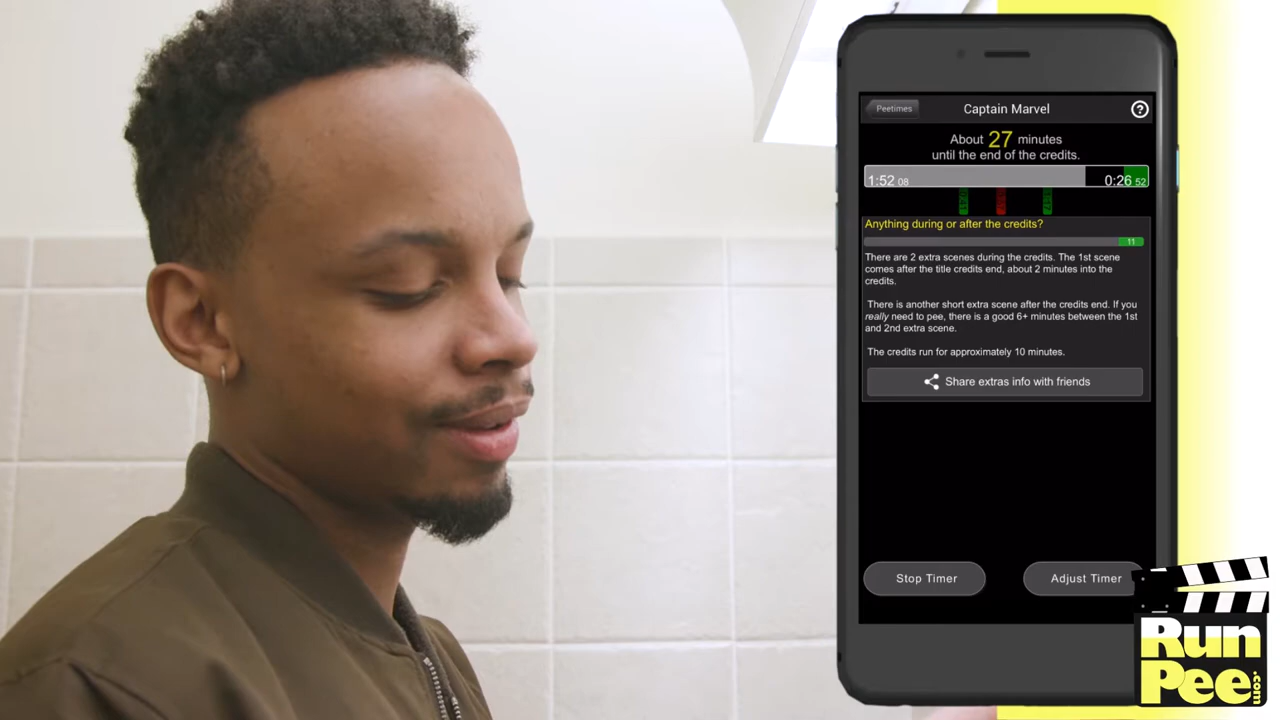 Peetimes
Captain Marvel
?
About 27 minutes
until the end of the credits.
1:52 08
0:26 52
Anything during or after the credits?
11
There are 2 extra scenes during the credits. The 1st scene
comes after the title credits end, about 2 minutes into the
credits.
There is another short extra scene after the credits end. If you
really need to pee, there is a good 6+ minutes between the 1st
and 2nd extra scene.
The credits run for approximately 10 minutes.
Share extras info with friends
Stop Timer
Adjust Timer
Run
Pee.com